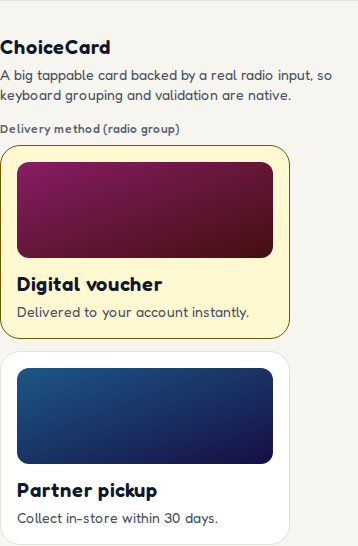 ChoiceCard
A big tappable card backed by a real radio input, so
keyboard grouping and validation are native.
Delivery method (radio group)
Digital voucher
Delivered to your account instantly.
Partner pickup
Collect in-store within 30 days.